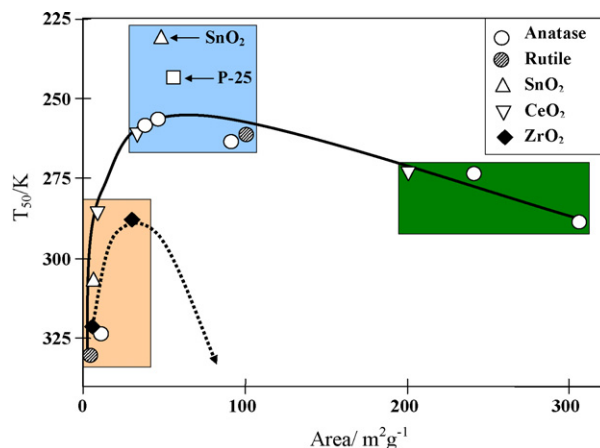 225
250
275
300
325
T₅₀/K
0
100
200
300
Area/ m²g⁻¹
SnO₂
P-25
Anatase
Rutile
SnO₂
CeO₂
ZrO₂